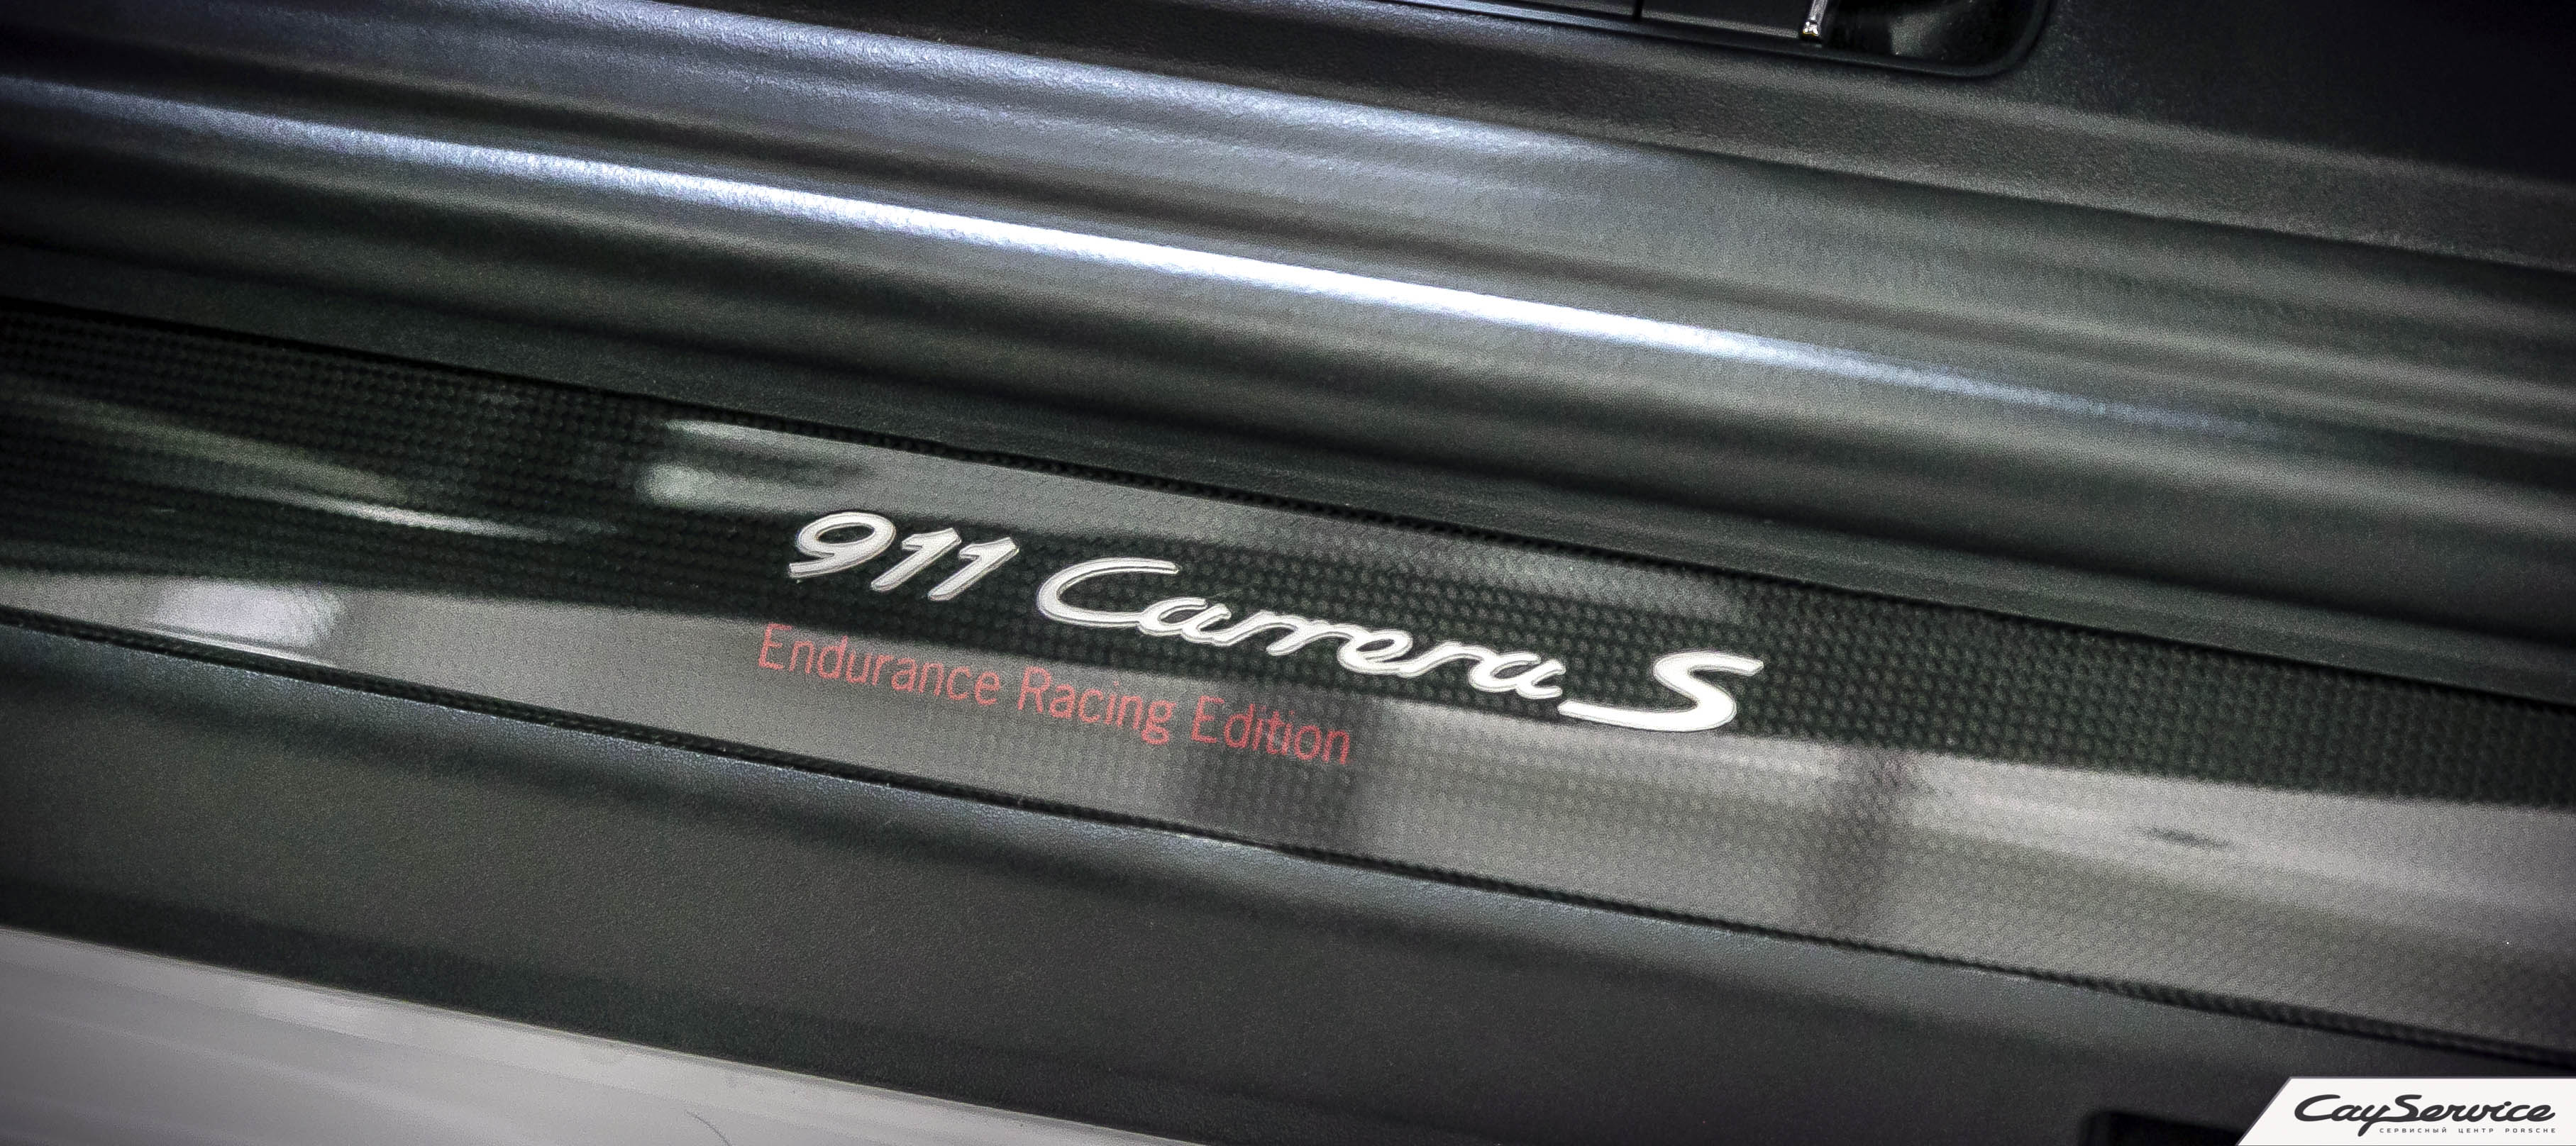 911 Carrera S
Endurance Racing Edition
CayService
СЕРВИСНЫЙ ЦЕНТР PORSCHE